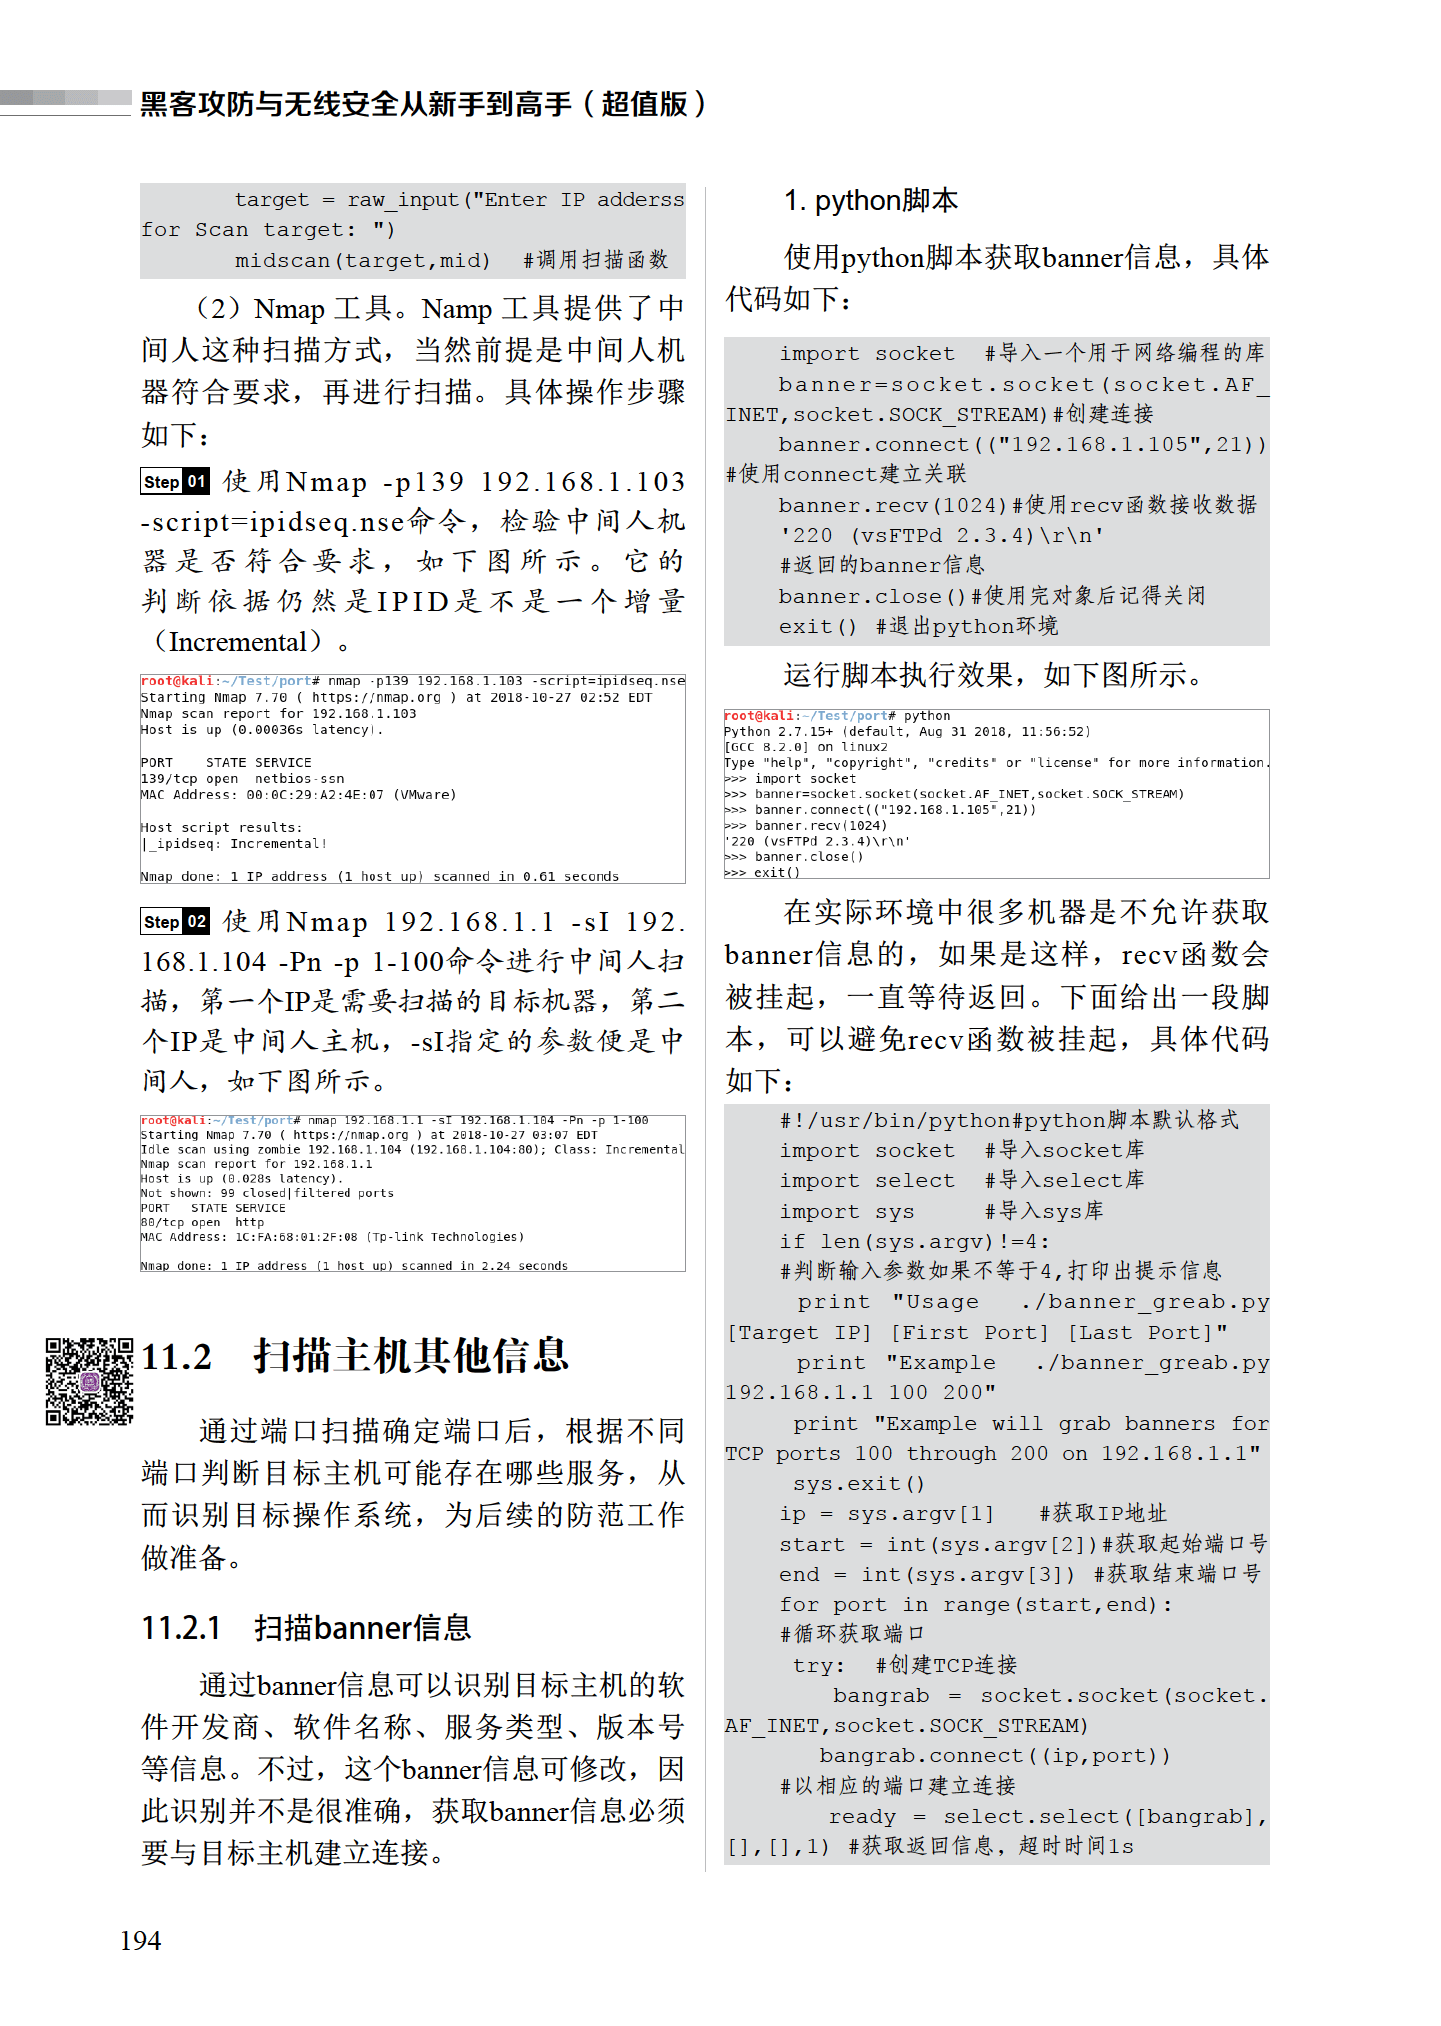 黑客攻防与无线安全从新手到高手（超值版）
target = raw_input("Enter IP adderss
for Scan target: ")
midscan(target,mid) #调用扫描函数
（2）Nmap 工具。Namp 工具提供了中
间人这种扫描方式，当然前提是中间人机
器符合要求，再进行扫描。具体操作步骤
如下：
Step 01 使用Nmap -p139 192.168.1.103
-script=ipidseq.nse命令，检验中间人机
器是否符合要求，如下图所示。它的
判断依据仍然是IPID是不是一个增量
（Incremental）。
root@kali:~/Test/port# nmap -p139 192.168.1.103 -script=ipidseq.nse
Starting Nmap 7.70 ( https://nmap.org ) at 2018-10-27 02:52 EDT
Nmap scan report for 192.168.1.103
Host is up (0.00036s latency).
PORT    STATE SERVICE
139/tcp open  netbios-ssn
MAC Address: 00:0C:29:A2:4E:07 (VMware)
Host script results:
|_ipidseq: Incremental!
Nmap done: 1 IP address (1 host up) scanned in 0.61 seconds
Step 02 使用Nmap 192.168.1.1 -sI 192.
168.1.104 -Pn -p 1-100命令进行中间人扫
描，第一个IP是需要扫描的目标机器，第二
个IP是中间人主机，-sI指定的参数便是中
间人，如下图所示。
root@kali:~/Test/port# nmap 192.168.1.1 -sI 192.168.1.104 -Pn -p 1-100
Starting Nmap 7.70 ( https://nmap.org ) at 2018-10-27 03:07 EDT
Idle scan using zombie 192.168.1.104 (192.168.1.104:80); Class: Incremental
Nmap scan report for 192.168.1.1
Host is up (0.028s latency).
Not shown: 99 closed|filtered ports
PORT   STATE SERVICE
80/tcp open  http
MAC Address: 1C:FA:68:01:2F:08 (Tp-link Technologies)
Nmap done: 1 IP address (1 host up) scanned in 2.24 seconds
11.2 扫描主机其他信息
通过端口扫描确定端口后，根据不同
端口判断目标主机可能存在哪些服务，从
而识别目标操作系统，为后续的防范工作
做准备。
11.2.1 扫描banner信息
通过banner信息可以识别目标主机的软
件开发商、软件名称、服务类型、版本号
等信息。不过，这个banner信息可修改，因
此识别并不是很准确，获取banner信息必须
要与目标主机建立连接。
1. python脚本
使用python脚本获取banner信息，具体
代码如下：
import socket #导入一个用于网络编程的库
banner=socket.socket(socket.AF_
INET,socket.SOCK_STREAM)#创建连接
banner.connect(("192.168.1.105",21))
#使用connect建立关联
banner.recv(1024)#使用recv函数接收数据
'220 (vsFTPd 2.3.4)\r\n'
#返回的banner信息
banner.close()#使用完对象后记得关闭
exit() #退出python环境
运行脚本执行效果，如下图所示。
root@kali:~/Test/port# python
Python 2.7.15+ (default, Aug 31 2018, 11:56:52)
[GCC 8.2.0] on linux2
Type "help", "copyright", "credits" or "license" for more information.
>>> import socket
>>> banner=socket.socket(socket.AF_INET,socket.SOCK_STREAM)
>>> banner.connect(("192.168.1.105",21))
>>> banner.recv(1024)
'220 (vsFTPd 2.3.4)\r\n'
>>> banner.close()
>>> exit()
在实际环境中很多机器是不允许获取
banner信息的，如果是这样，recv函数会
被挂起，一直等待返回。下面给出一段脚
本，可以避免recv函数被挂起，具体代码
如下：
#!/usr/bin/python#python脚本默认格式
import socket #导入socket库
import select #导入select库
import sys #导入sys库
if len(sys.argv)!=4:
#判断输入参数如果不等于4,打印出提示信息
print "Usage ./banner_greab.py
[Target IP] [First Port] [Last Port]"
print "Example ./banner_greab.py
192.168.1.1 100 200"
print "Example will grab banners for
TCP ports 100 through 200 on 192.168.1.1"
sys.exit()
ip = sys.argv[1] #获取IP地址
start = int(sys.argv[2])#获取起始端口号
end = int(sys.argv[3]) #获取结束端口号
for port in range(start,end):
#循环获取端口
try: #创建TCP连接
bangrab = socket.socket(socket.
AF_INET,socket.SOCK_STREAM)
bangrab.connect((ip,port))
#以相应的端口建立连接
ready = select.select([bangrab],
[],[],1) #获取返回信息，超时时间1s
194